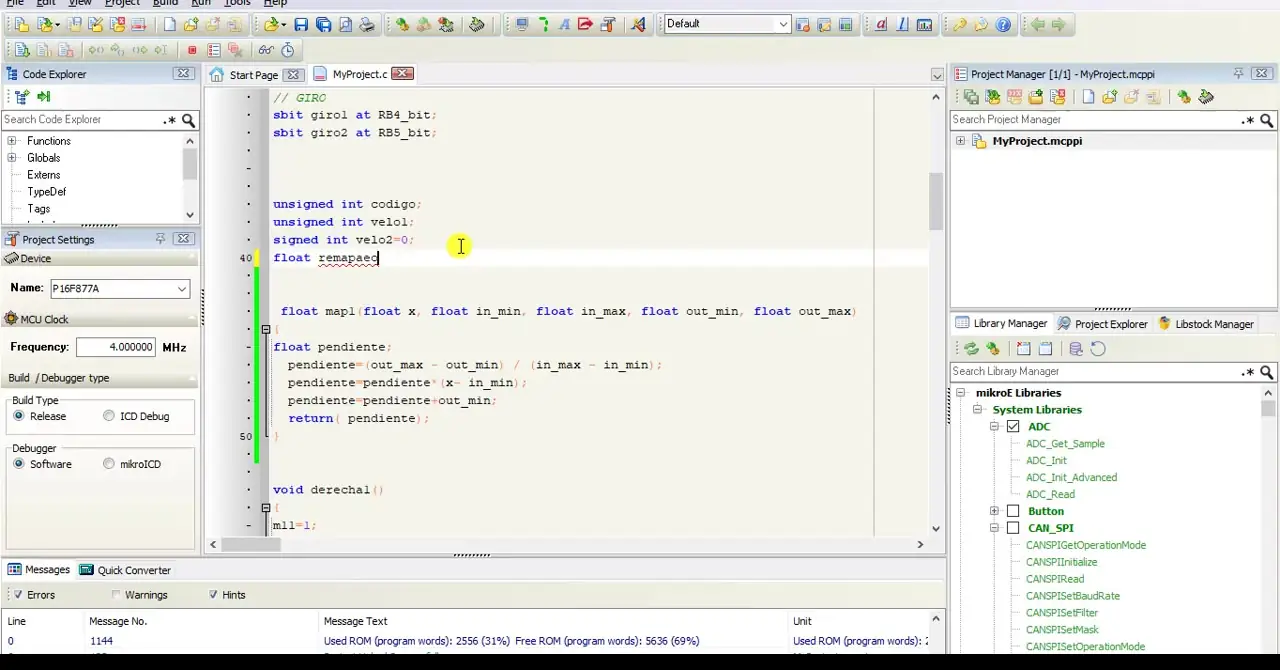 File Edit View Project Build Run Tools Help
Default
Code Explorer
Search Code Explorer
Functions
Globals
Externs
TypeDef
Tags
Project Settings
Device
Name: P16F877A
MCU Clock
Frequency: 4.000000 MHz
Build / Debugger type
Build Type
Release ICD Debug
Debugger
Software mikroICD
Start Page MyProject.c
// GIRO
sbit giro1 at RB4_bit;
sbit giro2 at RB5_bit;
unsigned int codigo;
unsigned int velo1;
signed int velo2=0;
40 float remapaeo
float map1(float x, float in_min, float in_max, float out_min, float out_max)
{
float pendiente;
pendiente=(out_max - out_min) / (in_max - in_min);
pendiente=pendiente*(x- in_min);
pendiente=pendiente+out_min;
return( pendiente);
50 }
void derecha1()
{
m11=1;
Project Manager [1/1] - MyProject.mcppi
Search Project Manager
MyProject.mcppi
Library Manager Project Explorer Libstock Manager
Search Library Manager
mikroE Libraries
System Libraries
ADC
ADC_Get_Sample
ADC_Init
ADC_Init_Advanced
ADC_Read
Button
CAN_SPI
CANSPIGetOperationMode
CANSPIInitialize
CANSPIRead
CANSPISetBaudRate
CANSPISetFilter
CANSPISetMask
CANSPISetOperationMode
Messages Quick Converter
Errors Warnings Hints
Line Message No. Message Text Unit
0 1144 Used ROM (program words): 2556 (31%) Free ROM (program words): 5636 (69%) Used ROM (program words): 2